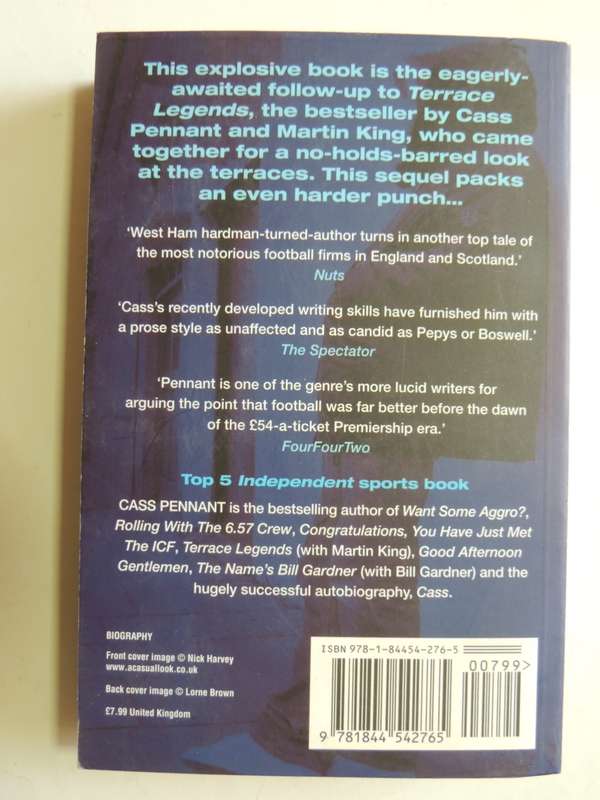 This explosive book is the eagerly-
awaited follow-up to Terrace
Legends, the bestseller by Cass
Pennant and Martin King, who came
together for a no-holds-barred look
at the terraces. This sequel packs
an even harder punch...
'West Ham hardman-turned-author turns in another top tale of
the most notorious football firms in England and Scotland.'
Nuts
'Cass's recently developed writing skills have furnished him with
a prose style as unaffected and as candid as Pepys or Boswell.'
The Spectator
'Pennant is one of the genre's more lucid writers for
arguing the point that football was far better before the dawn
of the £54-a-ticket Premiership era.'
FourFourTwo
Top 5 Independent sports book
CASS PENNANT is the bestselling author of Want Some Aggro?,
Rolling With The 6.57 Crew, Congratulations, You Have Just Met
The ICF, Terrace Legends (with Martin King), Good Afternoon
Gentlemen, The Name's Bill Gardner (with Bill Gardner) and the
hugely successful autobiography, Cass.
BIOGRAPHY
Front cover image © Nick Harvey
www.acasuallook.co.uk
Back cover image © Lorne Brown
£7.99 United Kingdom
ISBN 978-1-84454-276-5
00799>
9 781844 542765